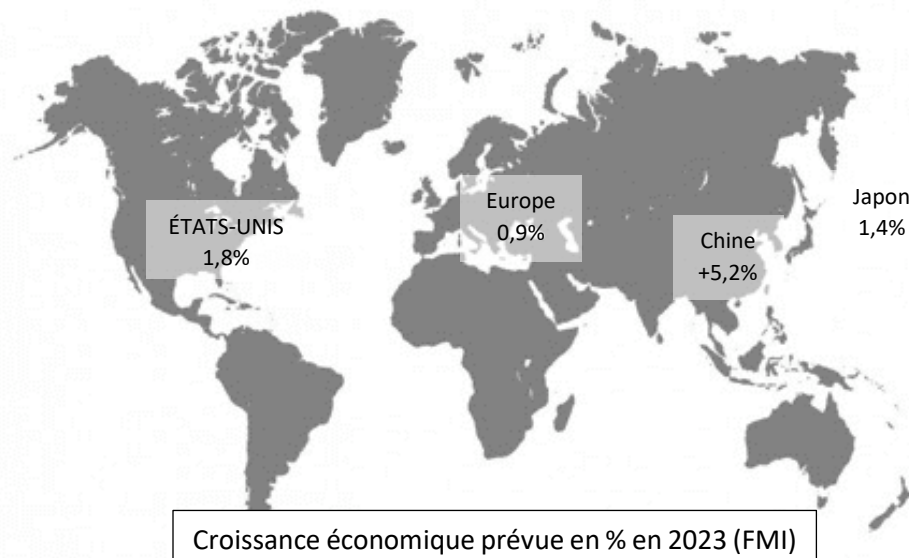 ÉTATS-UNIS
1,8%
Europe
0,9%
Chine
+5,2%
Japon
1,4%
Croissance économique prévue en % en 2023 (FMI)